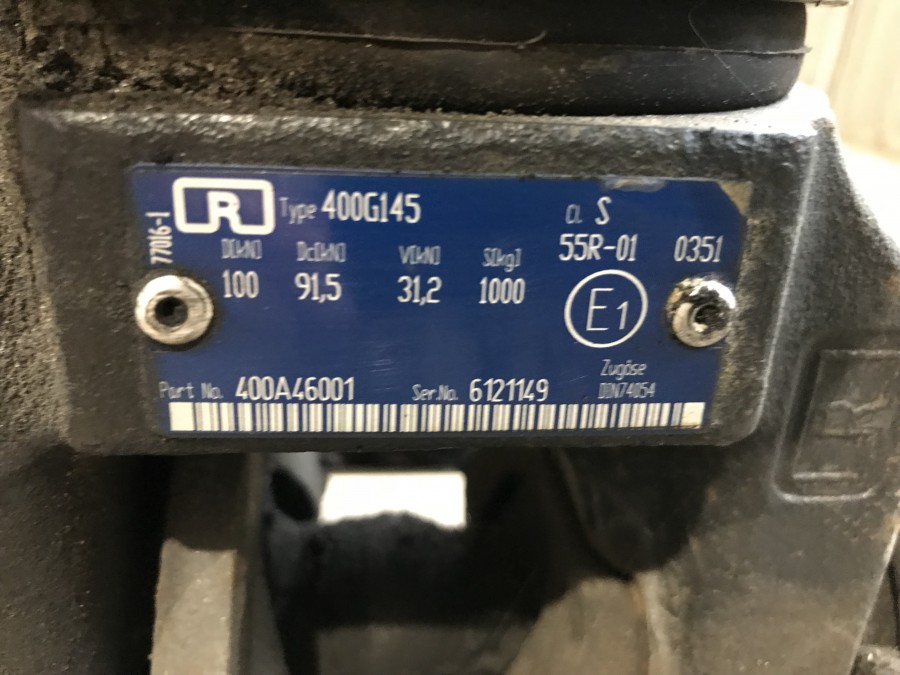 R Type 400G145 a S
77016-1
D[kN] Dc[kN] V[kN] S[kg] 55R-01 0351
100 91,5 31,2 1000 E1
Zugöse
Part No. 400A46001 Ser.No. 6121149 DIN74054
R